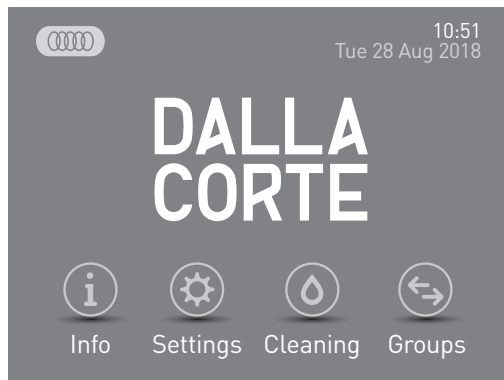 10:51
Tue 28 Aug 2018
DALLA
CORTE
Info Settings Cleaning Groups